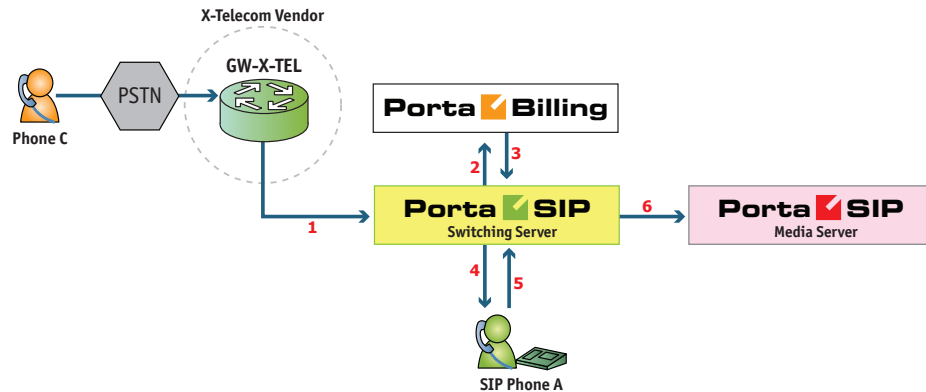 X-Telecom Vendor
GW-X-TEL
PSTN
Phone C
Porta Billing
2
3
1
Porta SIP
Switching Server
6
Porta SIP
Media Server
4
5
SIP Phone A